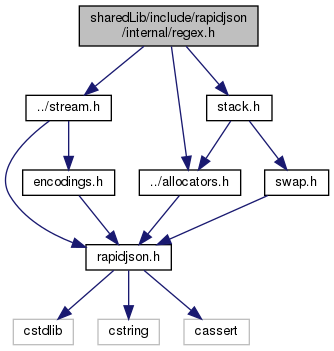 sharedLib/include/rapidjson
/internal/regex.h
../stream.h
stack.h
encodings.h
../allocators.h
swap.h
rapidjson.h
cstdlib
cstring
cassert